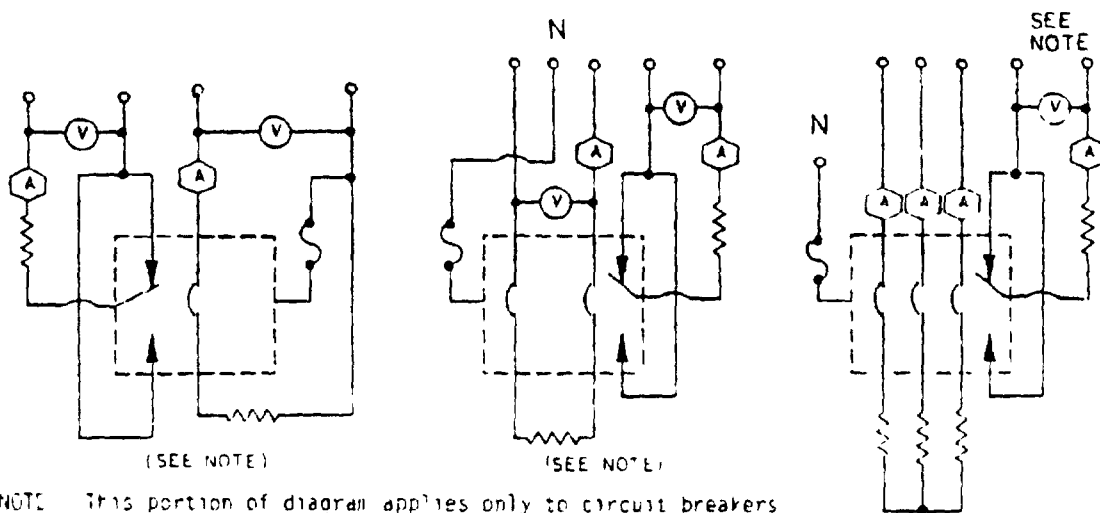 N
SEE
NOTE
V
V
V
V
V
A
A
A
A
A
A
A
A
N
(SEE NOTE)
(SEE NOTE)
NOTE This portion of diagram applies only to circuit breakers